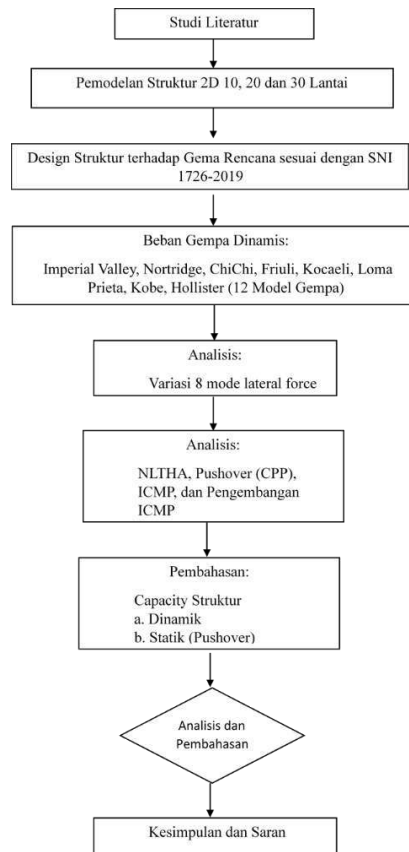 Studi Literatur
Pemodelan Struktur 2D 10, 20 dan 30 Lantai
Design Struktur terhadap Gema Rencana sesuai dengan SNI
1726-2019
Beban Gempa Dinamis:
Imperial Valley, Nortridge, ChiChi, Friuli, Kocaeli, Loma
Prieta, Kobe, Hollister (12 Model Gempa)
Analisis:
Variasi 8 mode lateral force
Analisis:
NLTHA, Pushover (CPP),
ICMP, dan Pengembangan
ICMP
Pembahasan:
Capacity Struktur
a. Dinamik
b. Statik (Pushover)
Analisis dan
Pembahasan
Kesimpulan dan Saran